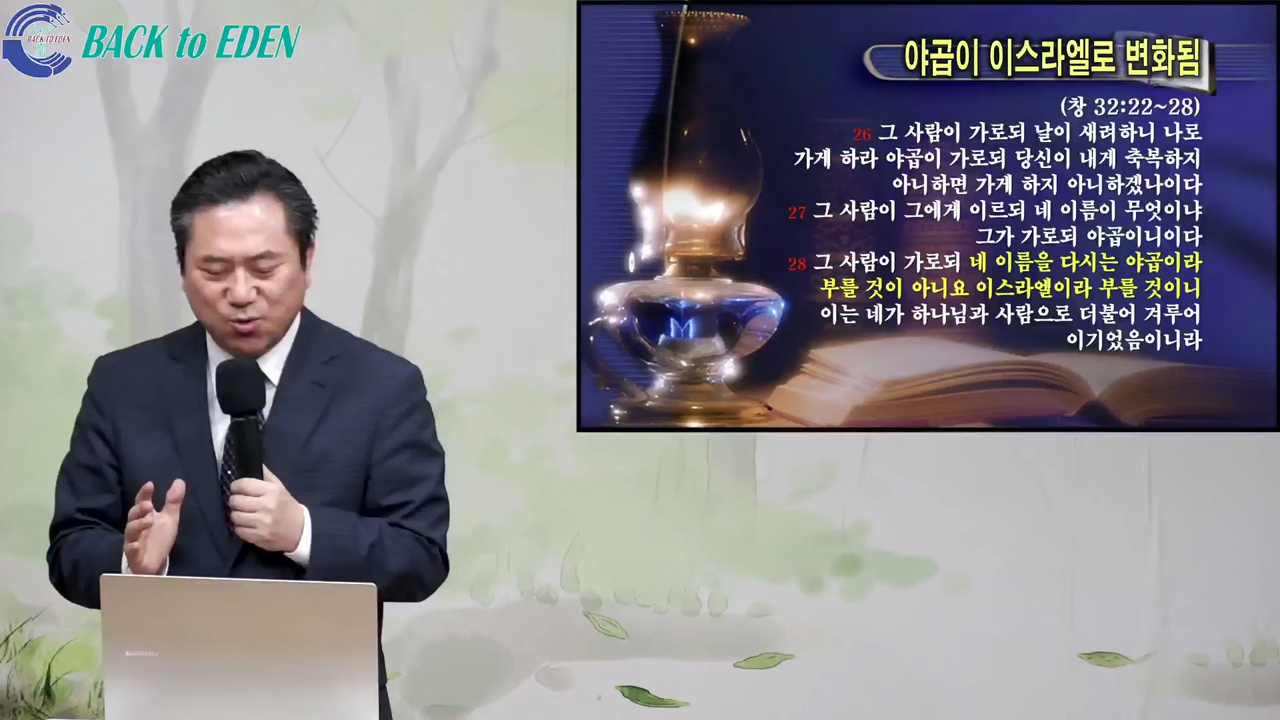 BACK TO EDEN
BACK to EDEN
야곱이 이스라엘로 변화됨
(창 32:22~28)
26 그 사람이 가로되 날이 새려하니 나로
가게 하라 야곱이 가로되 당신이 내게 축복하지
아니하면 가게 하지 아니하겠나이다
27 그 사람이 그에게 이르되 네 이름이 무엇이냐
그가 가로되 야곱이니이다
28 그 사람이 가로되 네 이름을 다시는 야곱이라
부를 것이 아니요 이스라엘이라 부를 것이니
이는 네가 하나님과 사람으로 더불어 겨루어
이기었음이니라